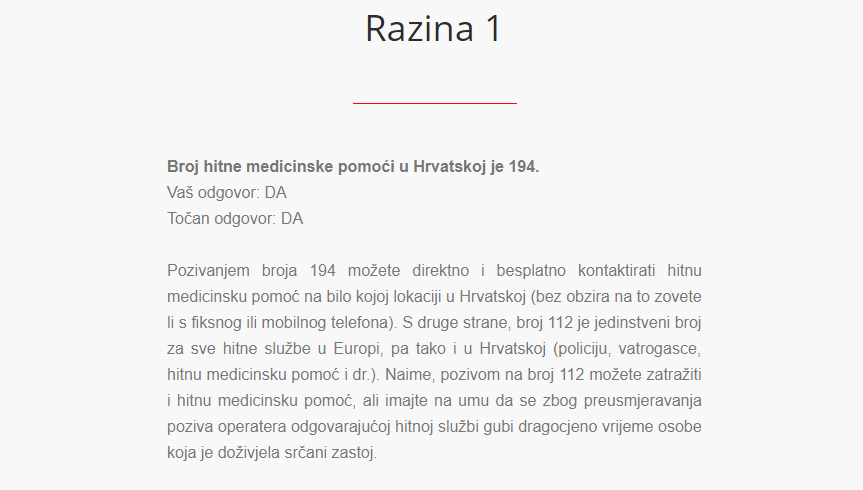 Razina 1
Broj hitne medicinske pomoći u Hrvatskoj je 194.
Vaš odgovor: DA
Točan odgovor: DA
Pozivanjem broja 194 možete direktno i besplatno kontaktirati hitnu
medicinsku pomoć na bilo kojoj lokaciji u Hrvatskoj (bez obzira na to zovete
li s fiksnog ili mobilnog telefona). S druge strane, broj 112 je jedinstveni broj
za sve hitne službe u Europi, pa tako i u Hrvatskoj (policiju, vatrogasce,
hitnu medicinsku pomoć i dr.). Naime, pozivom na broj 112 možete zatražiti
i hitnu medicinsku pomoć, ali imajte na umu da se zbog preusmjeravanja
poziva operatera odgovarajućoj hitnoj službi gubi dragocjeno vrijeme osobe
koja je doživjela srčani zastoj.